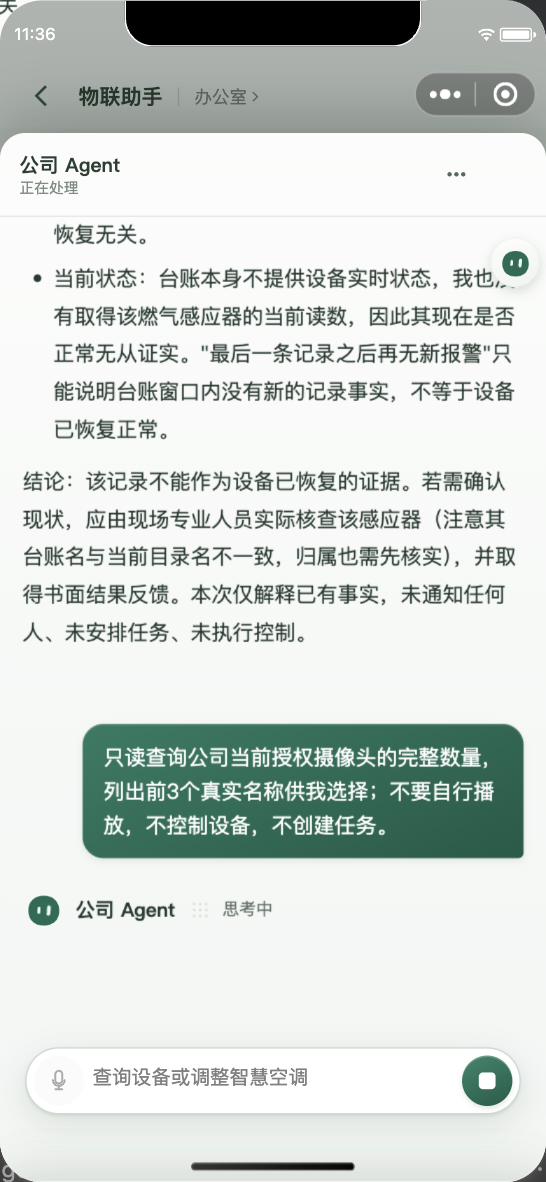 天
11:36
物联助手
办公室
公司 Agent
正在处理
恢复无关。
• 当前状态：台账本身不提供设备实时状态，我也
有取得该燃气感应器的当前读数，因此其现在是否
正常无从证实。"最后一条记录之后再无新报警"只
能说明台账窗口内没有新的记录事实，不等于设备
已恢复正常。
结论：该记录不能作为设备已恢复的证据。若需确认
现状，应由现场专业人员实际核查该感应器（注意其
台账名与当前目录名不一致，归属也需先核实），并取
得书面结果反馈。本次仅解释已有事实，未通知任何
人、未安排任务、未执行控制。
只读查询公司当前授权摄像头的完整数量，
列出前3个真实名称供我选择；不要自行播
放，不控制设备，不创建任务。
公司 Agent
思考中
查询设备或调整智慧空调